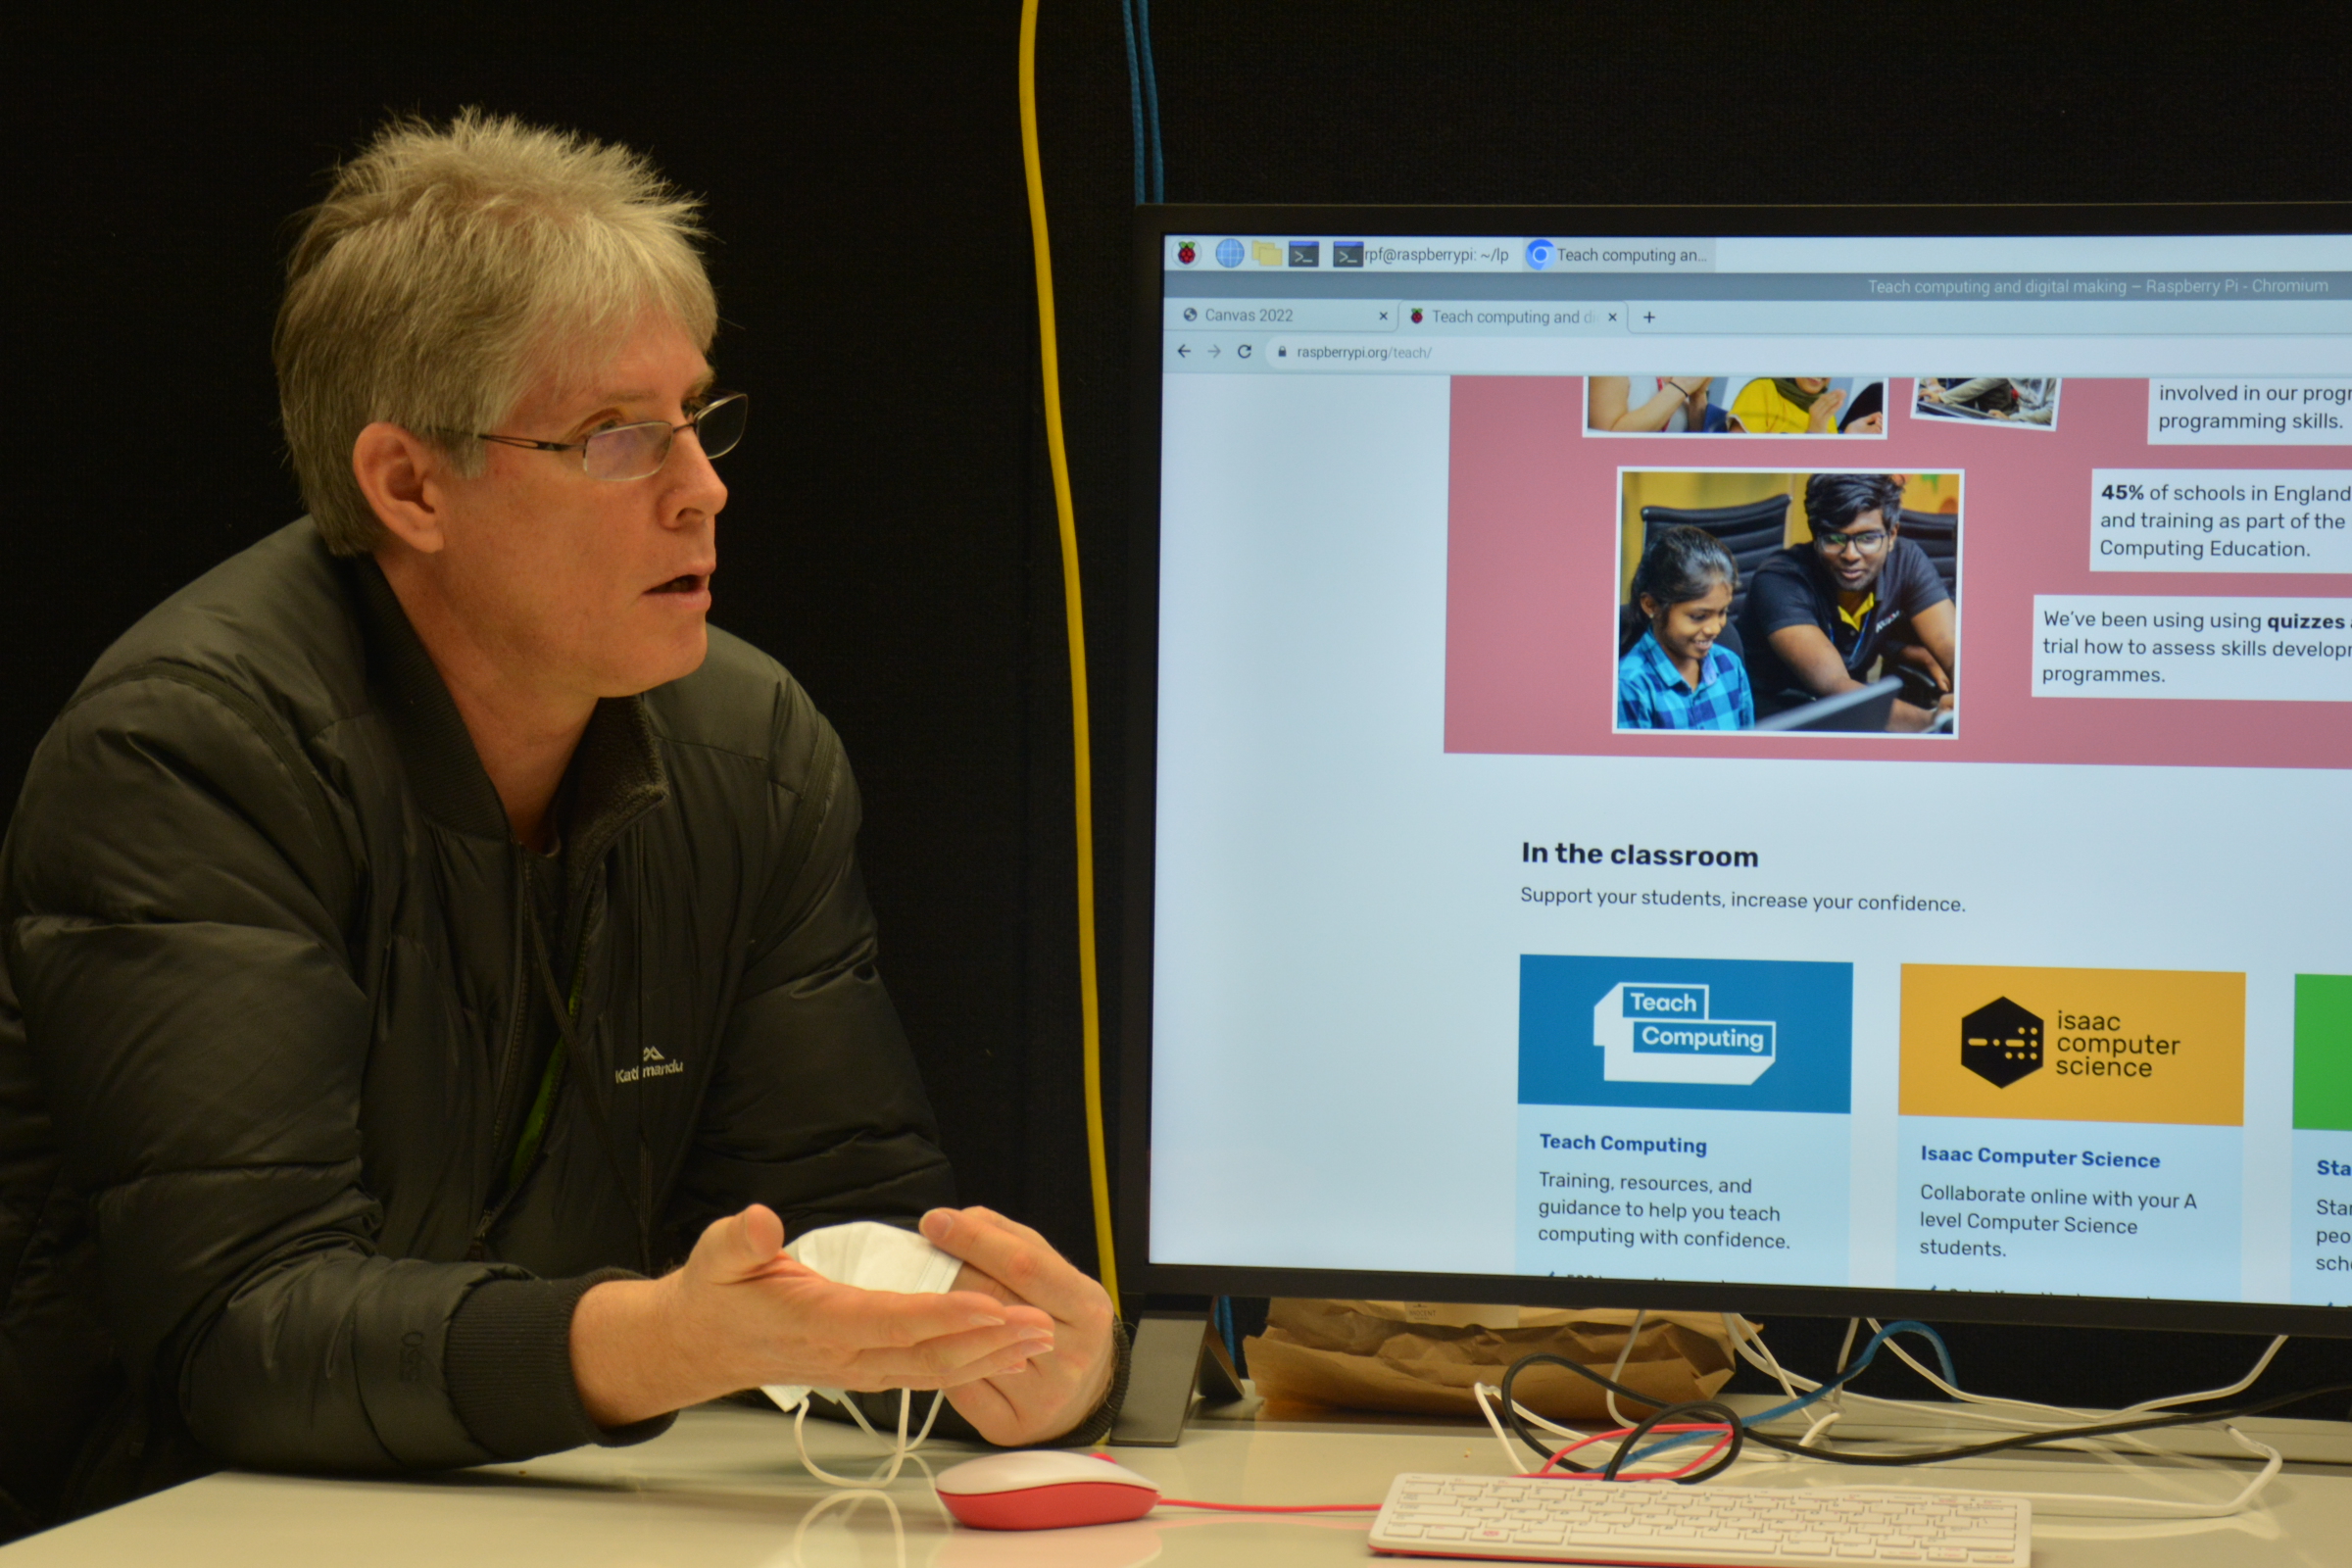 rpf@raspberrypi: ~/lp
Teach computing an...
Teach computing and digital making – Raspberry Pi - Chromium
Canvas 2022
Teach computing and di
raspberrypi.org/teach/
involved in our progr
programming skills.
45% of schools in England
and training as part of the
Computing Education.
We've been using using quizzes
trial how to assess skills developm
programmes.
In the classroom
Support your students, increase your confidence.
Teach
Computing
isaac
computer
science
Teach Computing
Training, resources, and
guidance to help you teach
computing with confidence.
Isaac Computer Science
Collaborate online with your A
level Computer Science
students.
Sta
Star
peo
scho
Kathmandu